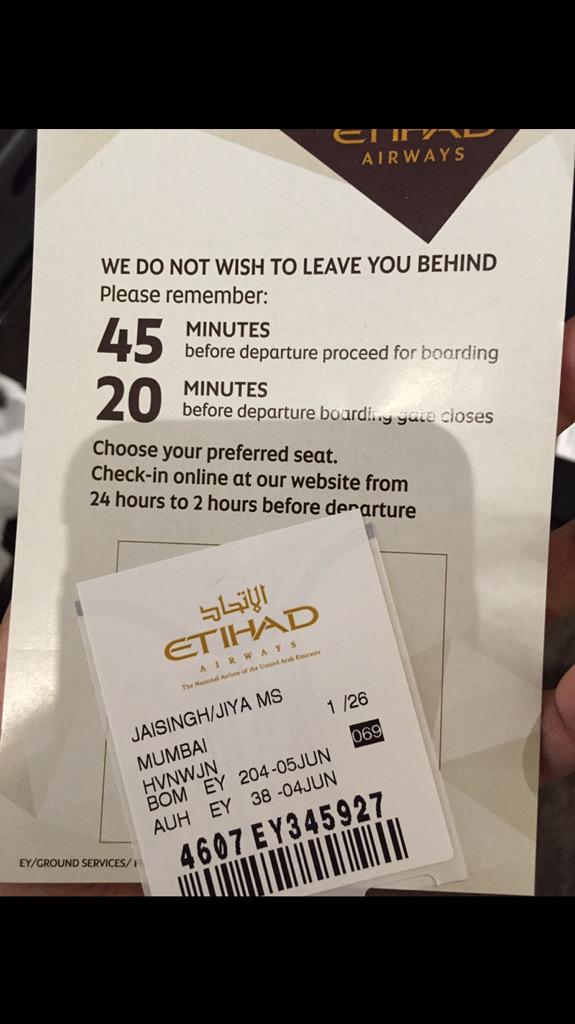 ETIHAD
AIRWAYS
WE DO NOT WISH TO LEAVE YOU BEHIND
Please remember:
45 MINUTES
before departure proceed for boarding
20 MINUTES
before departure boarding gate closes
Choose your preferred seat.
Check-in online at our website from
24 hours to 2 hours before departure
الإتحاد
ETIHAD
AIRWAYS
The National Airline of the United Arab Emirates
JAISINGH/JIYA MS 1 /26
MUMBAI 069
HVNWJN
BOM EY 204-05JUN
AUH EY 38 -04JUN
4607 EY345927
EY/GROUND SERVICES/